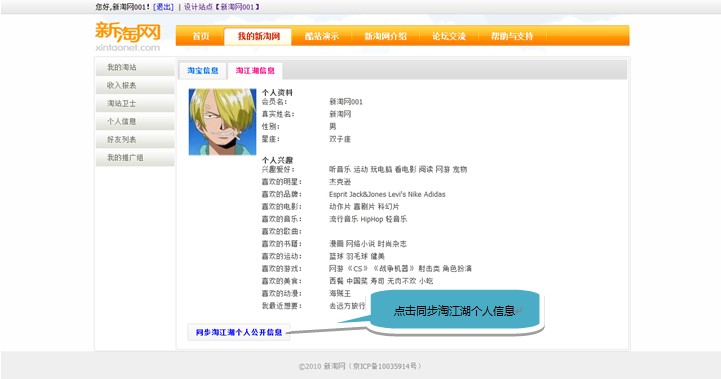 您好,新淘网001！[退出] | 设计站点【新淘网001】
新淘网
xintaonet.com
首页 我的新淘网 酷站演示 新淘网介绍 论坛交流 帮助与支持
我的淘站
收入报表
淘站卫士
个人信息
好友列表
我的推广组
淘宝信息 淘江湖信息
个人资料
会员名： 新淘网001
真实姓名： 新淘网
性别： 男
星座： 双子座
个人兴趣
兴趣爱好： 听音乐 运动 玩电脑 看电影 阅读 网游 宠物
喜欢的明星： 杰克逊
喜欢的品牌： Esprit Jack&Jones Levi's Nike Adidas
喜欢的电影： 动作片 喜剧片 科幻片
喜欢的音乐： 流行音乐 HipHop 轻音乐
喜欢的歌曲：
喜欢的书籍： 漫画 网络小说 时尚杂志
喜欢的运动： 篮球 羽毛球 健美
喜欢的游戏： 网游 《CS》 《战争机器》 射击类 角色扮演
喜欢的美食： 西餐 中国菜 寿司 无肉不欢 小吃
喜欢的动漫： 海贼王
我最近想要： 去远方旅行
点击同步淘江湖个人信息
同步淘江湖个人公开信息
©2010 新淘网（京ICP备10035914号）